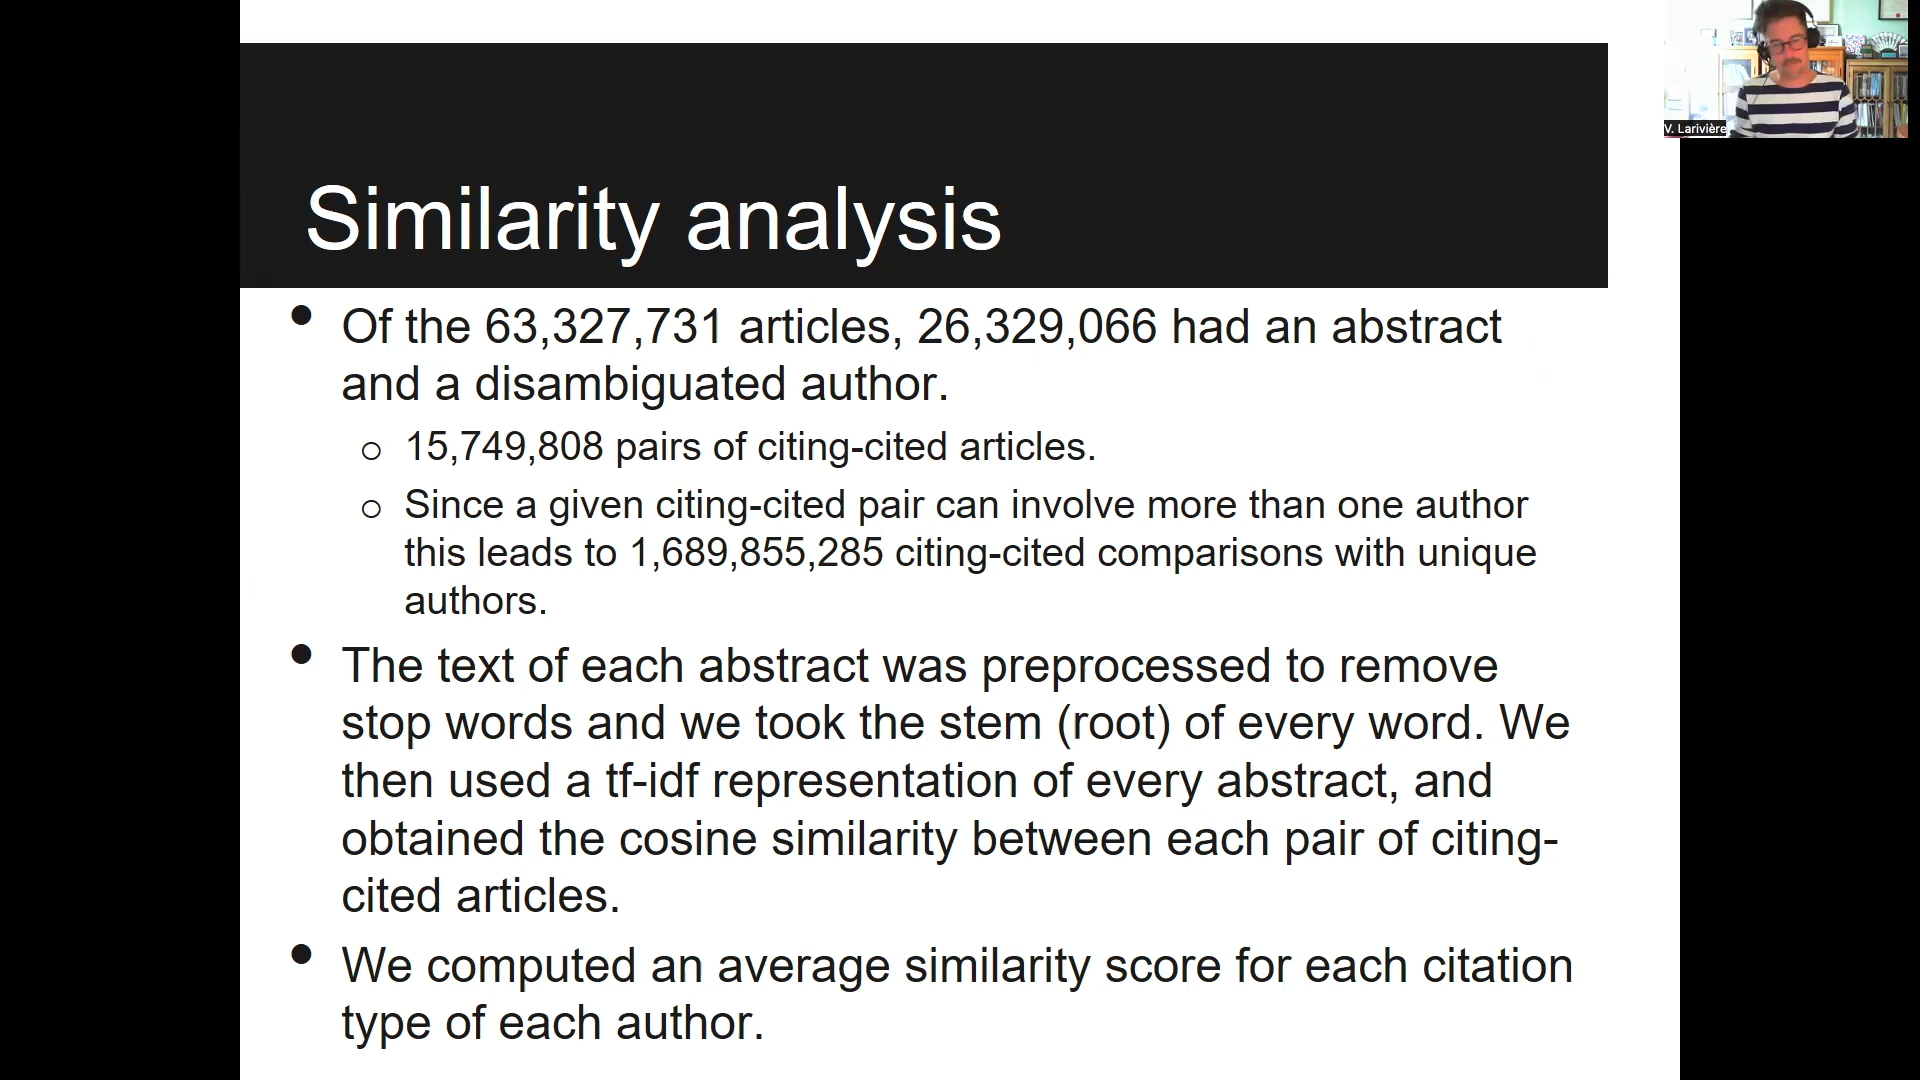 V. Larivière
Similarity analysis
• Of the 63,327,731 articles, 26,329,066 had an abstract
and a disambiguated author.
o 15,749,808 pairs of citing-cited articles.
o Since a given citing-cited pair can involve more than one author
this leads to 1,689,855,285 citing-cited comparisons with unique
authors.
• The text of each abstract was preprocessed to remove
stop words and we took the stem (root) of every word. We
then used a tf-idf representation of every abstract, and
obtained the cosine similarity between each pair of citing-
cited articles.
• We computed an average similarity score for each citation
type of each author.